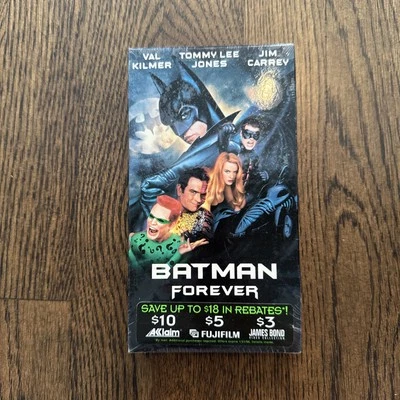 VAL KILMER
TOMMY LEE JONES
JIM CARREY
BATMAN
FOREVER
SAVE UP TO $18 IN REBATES*!
$10 $5 $3
AKlaim FUJIFILM JAMES BOND